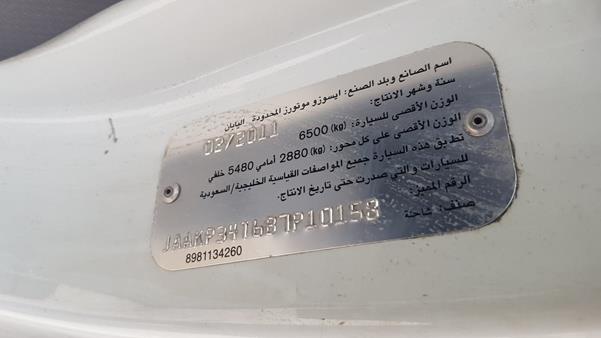 اسم الصانع وبلد الصنع: ايسوزو موتورز المحدودة. اليابان
سنة وشهر الانتاج: 02/2011
الوزن الأقصى للسيارة: (kg) 6500
الوزن الأقصى على كل محور: (kg) 2880 أمامي 5480 خلفي
تطابق هذه السيارة جميع المواصفات القياسية الخليجية/السعودية
للسيارات والتي صدرت حتى تاريخ الانتاج.
الرقم المميز: JAAKP34T6B7P10158
صنف: شاحنة
8981134260